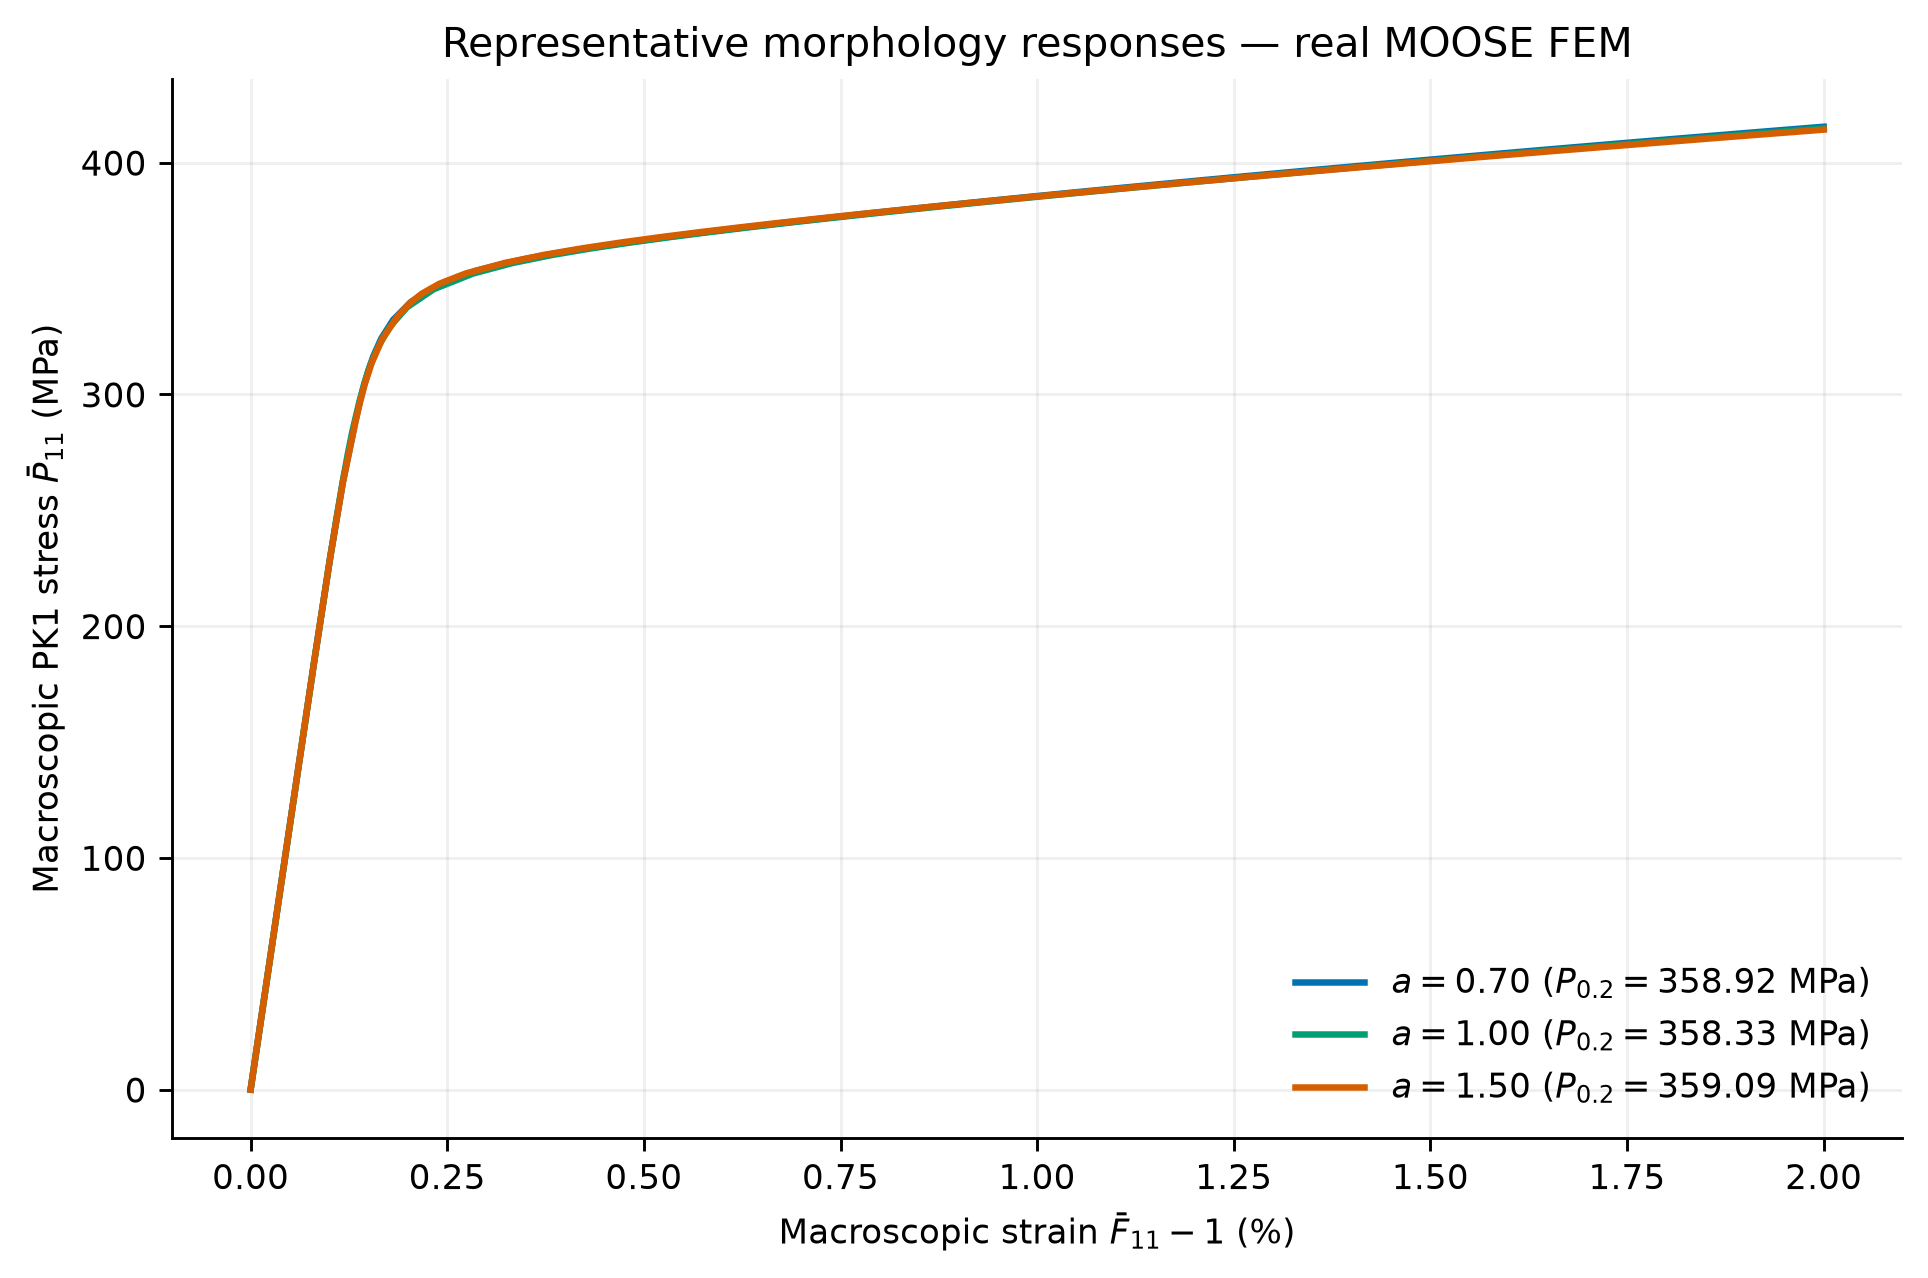 Representative morphology responses — real MOOSE FEM
Macroscopic PK1 stress P̄₁₁ (MPa)
400
300
200
100
0
a = 0.70 (P₀.₂ = 358.92 MPa)
a = 1.00 (P₀.₂ = 358.33 MPa)
a = 1.50 (P₀.₂ = 359.09 MPa)
0.00 0.25 0.50 0.75 1.00 1.25 1.50 1.75 2.00
Macroscopic strain F̄₁₁ − 1 (%)